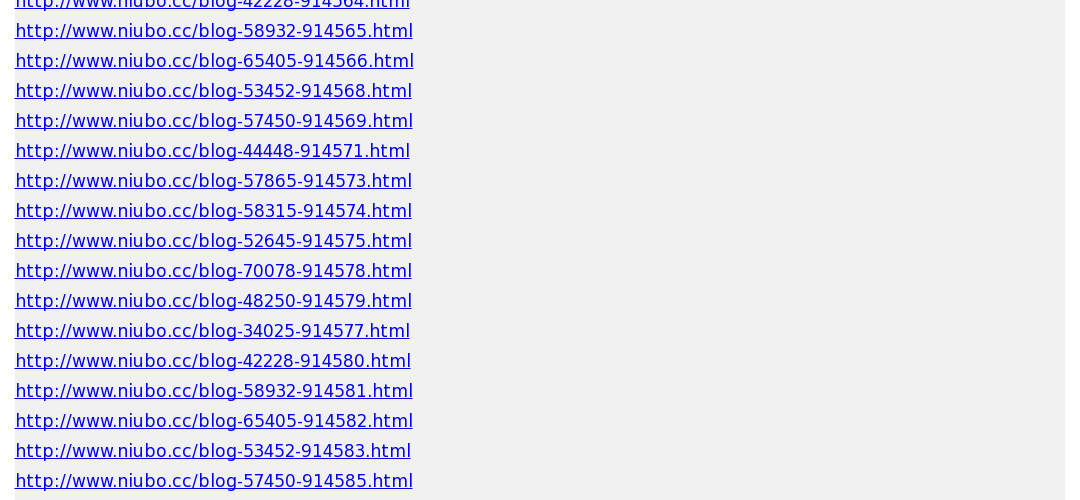 http://www.niubo.cc/blog-42228-914564.html
http://www.niubo.cc/blog-58932-914565.html
http://www.niubo.cc/blog-65405-914566.html
http://www.niubo.cc/blog-53452-914568.html
http://www.niubo.cc/blog-57450-914569.html
http://www.niubo.cc/blog-44448-914571.html
http://www.niubo.cc/blog-57865-914573.html
http://www.niubo.cc/blog-58315-914574.html
http://www.niubo.cc/blog-52645-914575.html
http://www.niubo.cc/blog-70078-914578.html
http://www.niubo.cc/blog-48250-914579.html
http://www.niubo.cc/blog-34025-914577.html
http://www.niubo.cc/blog-42228-914580.html
http://www.niubo.cc/blog-58932-914581.html
http://www.niubo.cc/blog-65405-914582.html
http://www.niubo.cc/blog-53452-914583.html
http://www.niubo.cc/blog-57450-914585.html